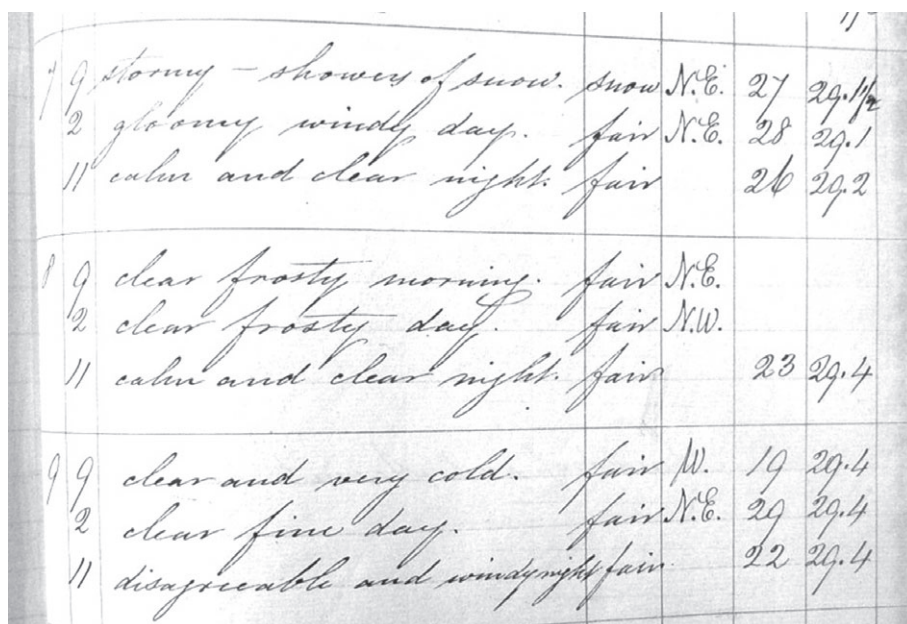 7 9 stormy – showers of snow. snow N.E. 27 29.1 1/2
2 gloomy windy day. fair N.E. 28 29.1
11 calm and clear night. fair 26 29.2
8 9 clear frosty morning. fair N.E.
2 clear frosty day. fair N.W.
11 calm and clear night. fair 23 29.4
9 9 clear and very cold. fair W. 19 29.4
2 clear fine day. fair N.E. 29 29.4
11 disagreeable and windy night fair 22 29.4